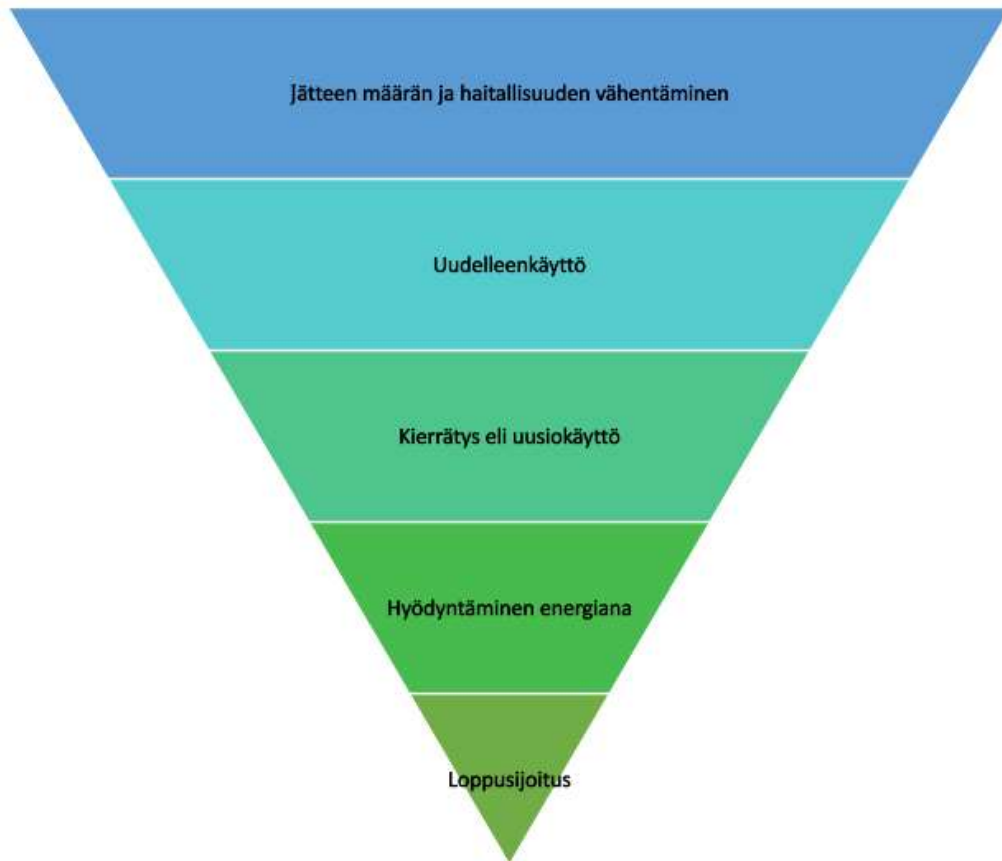 Jätteen määrän ja haitallisuuden vähentäminen
Uudelleenkäyttö
Kierrätys eli uusiokäyttö
Hyödyntäminen energiana
Loppusijoitus